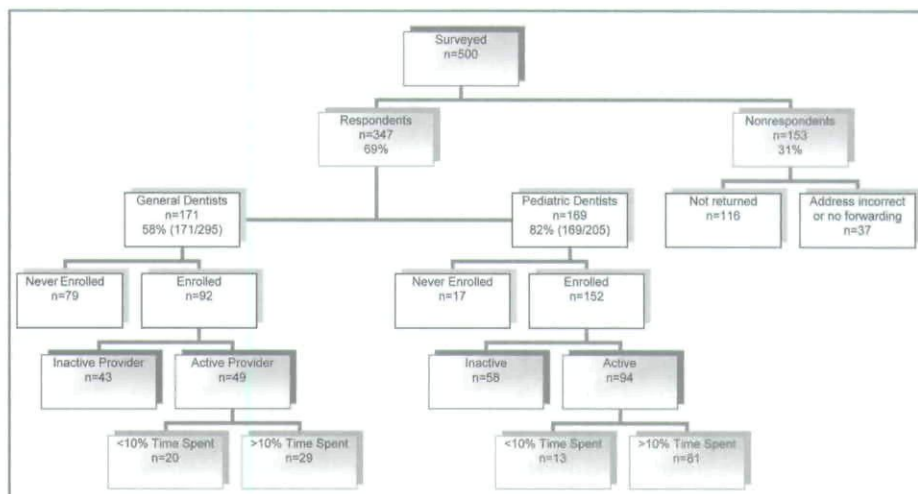 Surveyed
n=500
Respondents
n=347
69%
Nonrespondents
n=153
31%
General Dentists
n=171
58% (171/295)
Pediatric Dentists
n=169
82% (169/205)
Not returned
n=116
Address incorrect
or no forwarding
n=37
Never Enrolled
n=79
Enrolled
n=92
Never Enrolled
n=17
Enrolled
n=152
Inactive Provider
n=43
Active Provider
n=49
Inactive
n=58
Active
n=94
<10% Time Spent
n=20
>10% Time Spent
n=29
<10% Time Spent
n=13
>10% Time Spent
n=81